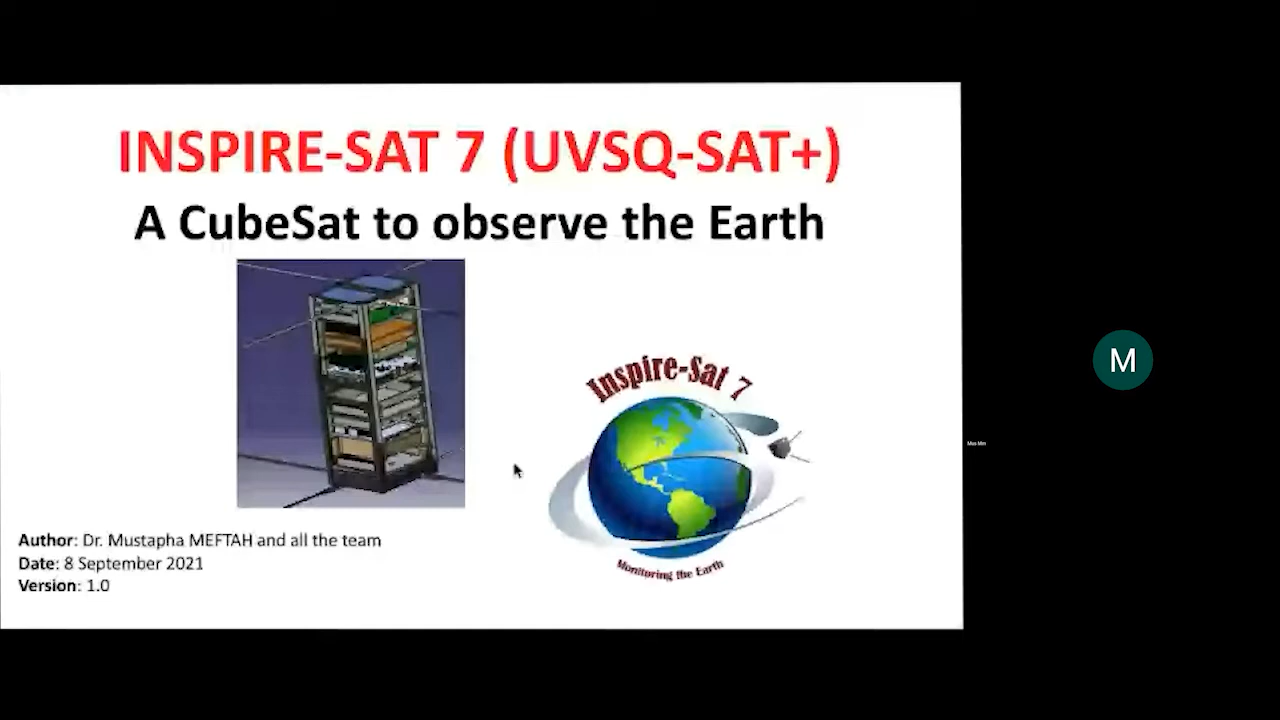 INSPIRE-SAT 7 (UVSQ-SAT+)
A CubeSat to observe the Earth
Inspire-Sat 7
Monitoring the Earth
Author: Dr. Mustapha MEFTAH and all the team
Date: 8 September 2021
Version: 1.0
M